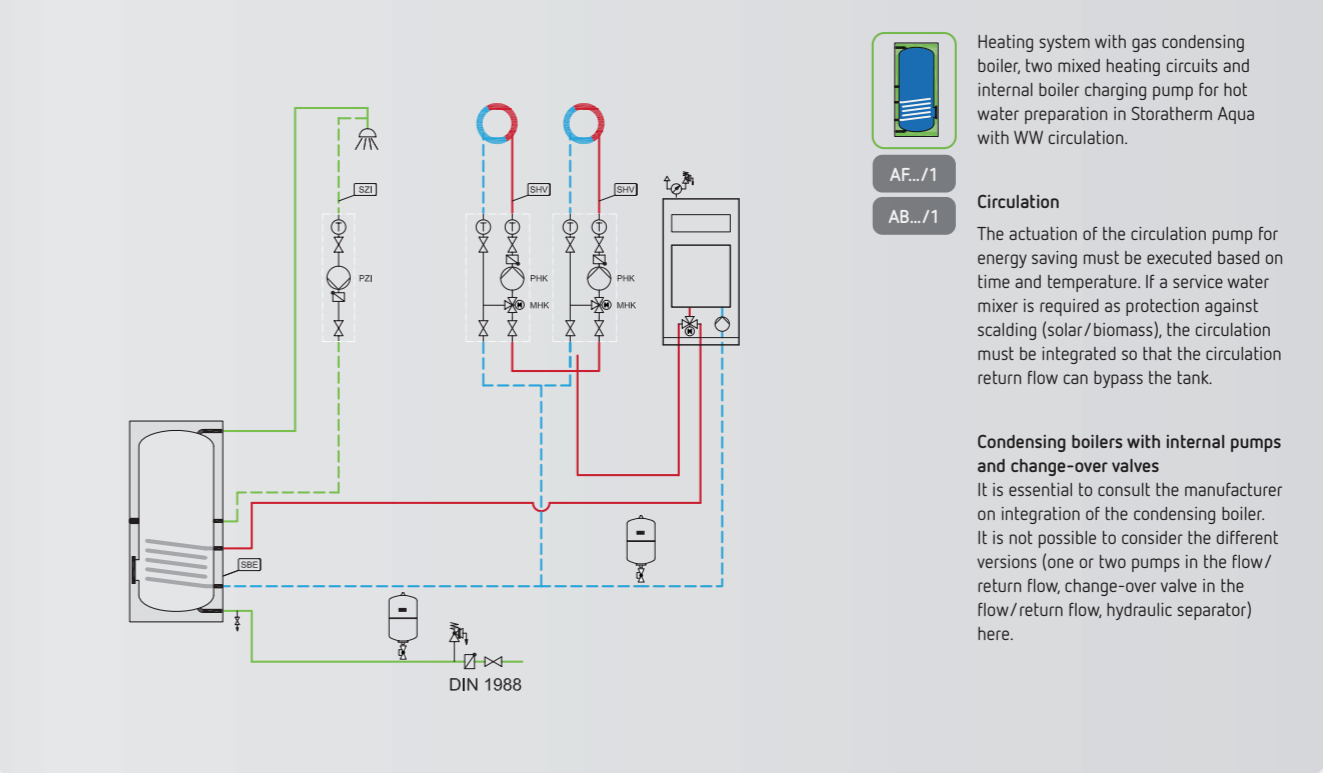 SZI
SHV
SHV
T
T
T
T
T
PZI
PHK
PHK
MHK
MHK
SBE
DIN 1988
AF.../1
AB.../1
Heating system with gas condensing
boiler, two mixed heating circuits and
internal boiler charging pump for hot
water preparation in Storatherm Aqua
with WW circulation.
Circulation
The actuation of the circulation pump for
energy saving must be executed based on
time and temperature. If a service water
mixer is required as protection against
scalding (solar/biomass), the circulation
must be integrated so that the circulation
return flow can bypass the tank.
Condensing boilers with internal pumps
and change-over valves
It is essential to consult the manufacturer
on integration of the condensing boiler.
It is not possible to consider the different
versions (one or two pumps in the flow/
return flow, change-over valve in the
flow/return flow, hydraulic separator)
here.